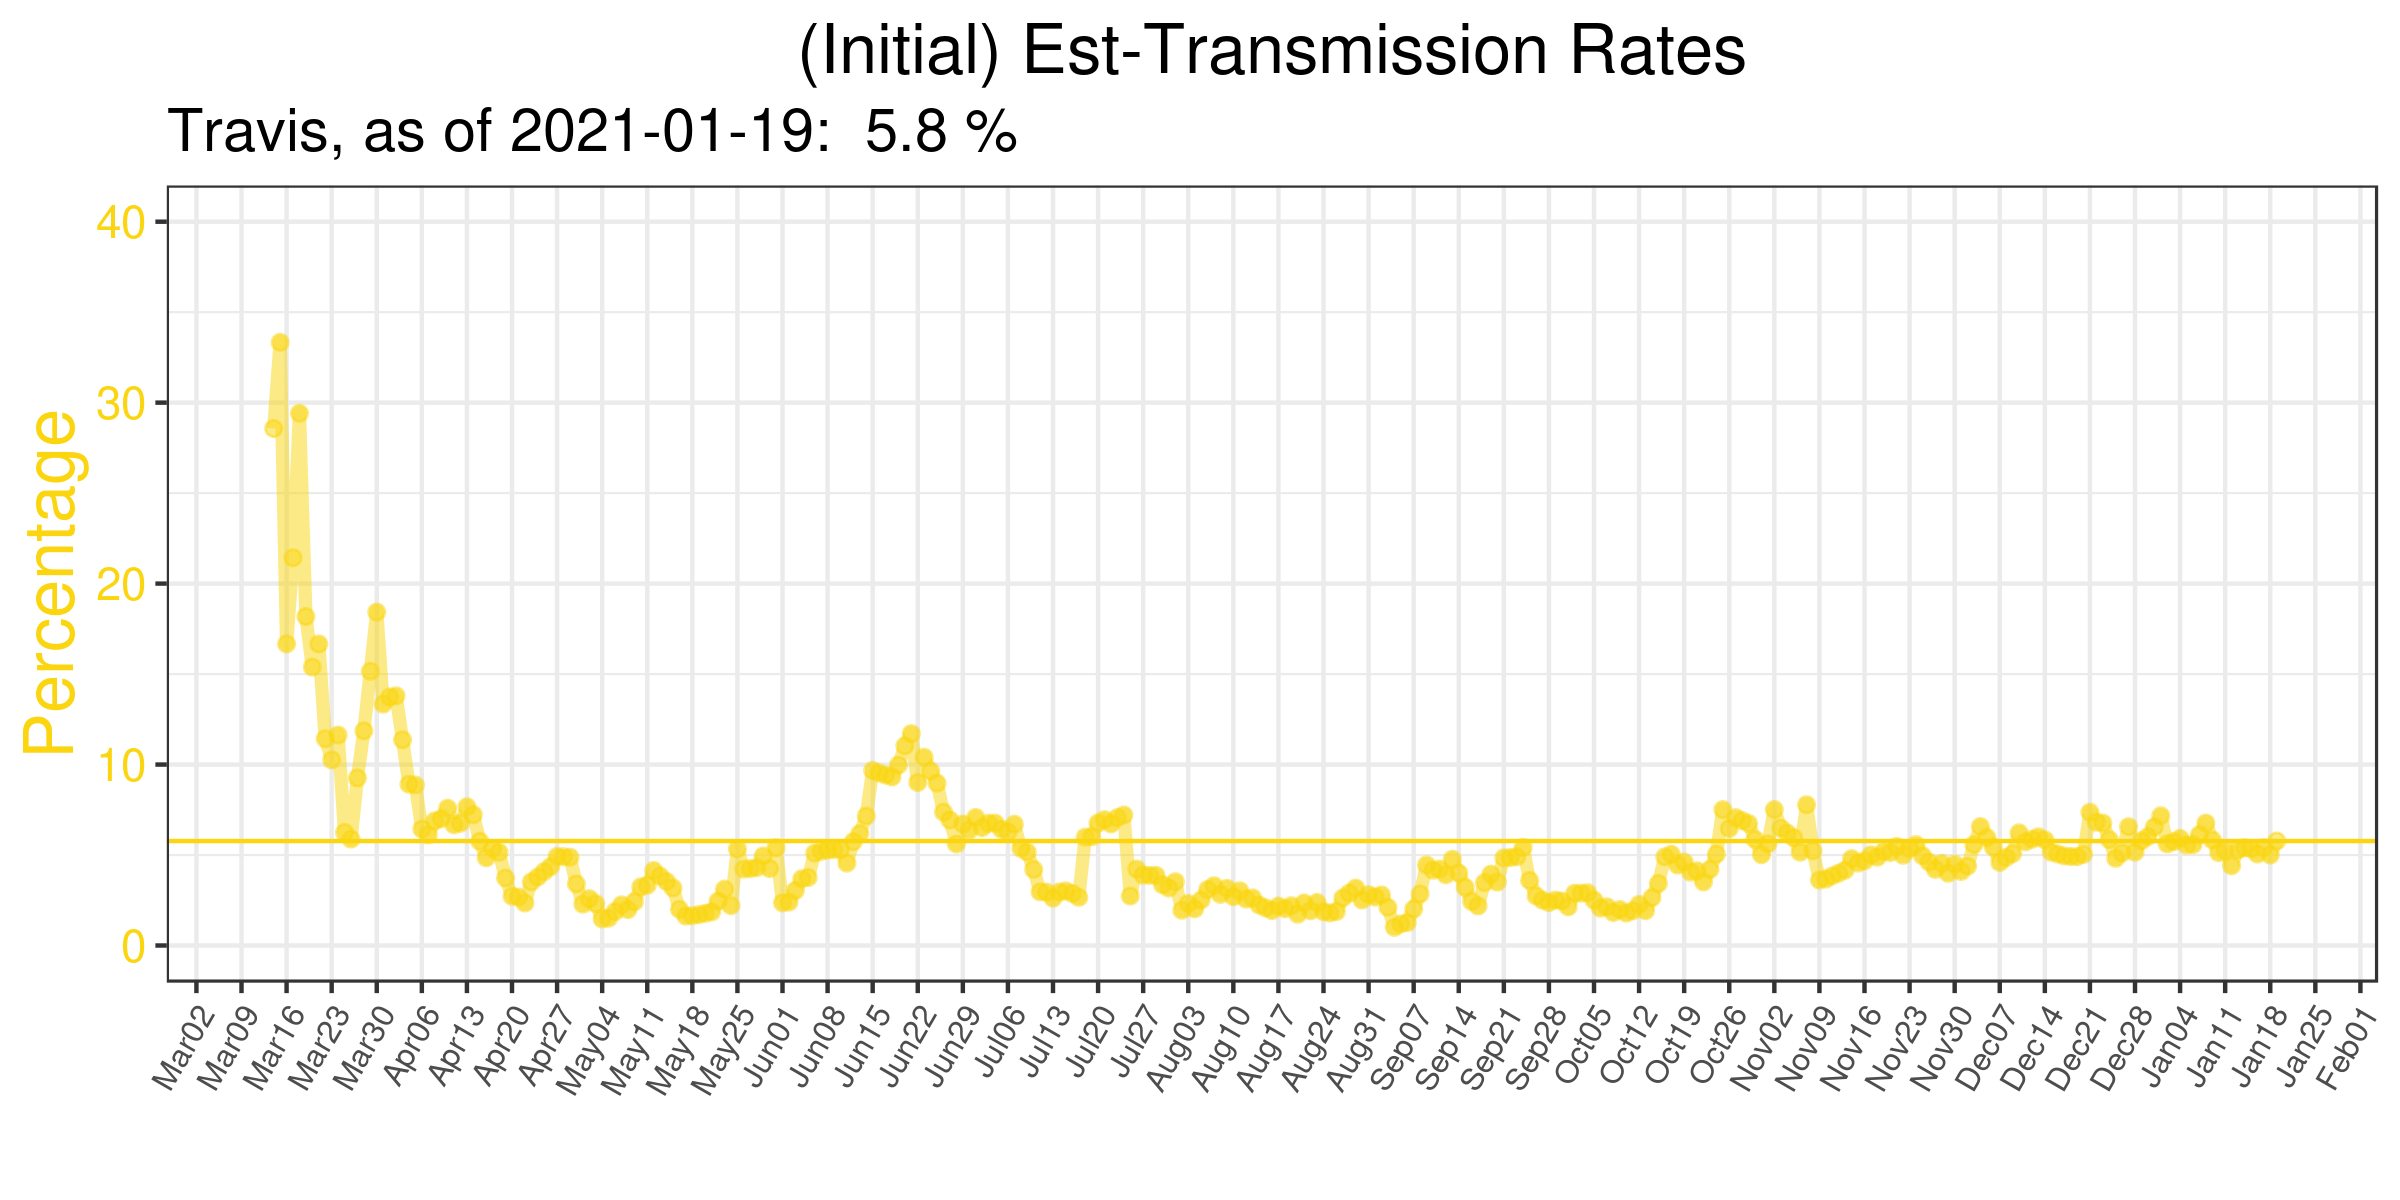 (Initial) Est-Transmission Rates
Travis, as of 2021-01-19:  5.8 %
Percentage
40
30
20
10
0
Mar02
Mar09
Mar16
Mar23
Mar30
Apr06
Apr13
Apr20
Apr27
May04
May11
May18
May25
Jun01
Jun08
Jun15
Jun22
Jun29
Jul06
Jul13
Jul20
Jul27
Aug03
Aug10
Aug17
Aug24
Aug31
Sep07
Sep14
Sep21
Sep28
Oct05
Oct12
Oct19
Oct26
Nov02
Nov09
Nov16
Nov23
Nov30
Dec07
Dec14
Dec21
Dec28
Jan04
Jan11
Jan18
Jan25
Feb01